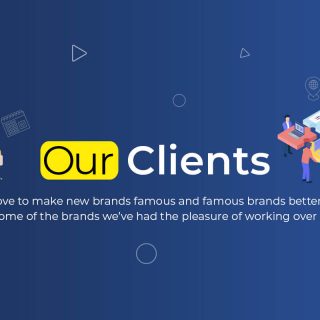 Our Clients
ove to make new brands famous and famous brands better
ome of the brands we've had the pleasure of working over